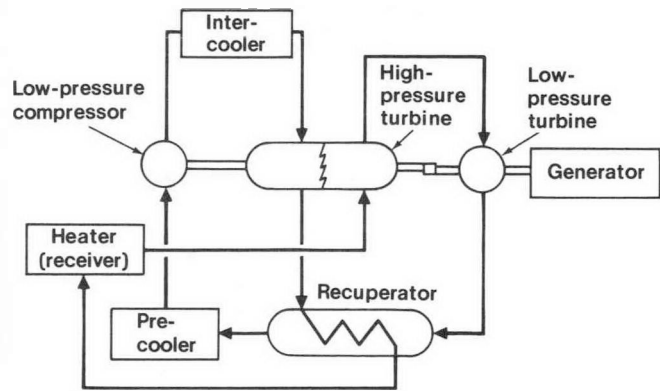 Inter-
cooler
High-
pressure
turbine
Low-
pressure
turbine
Low-pressure
compressor
Generator
Heater
(receiver)
Recuperator
Pre-
cooler